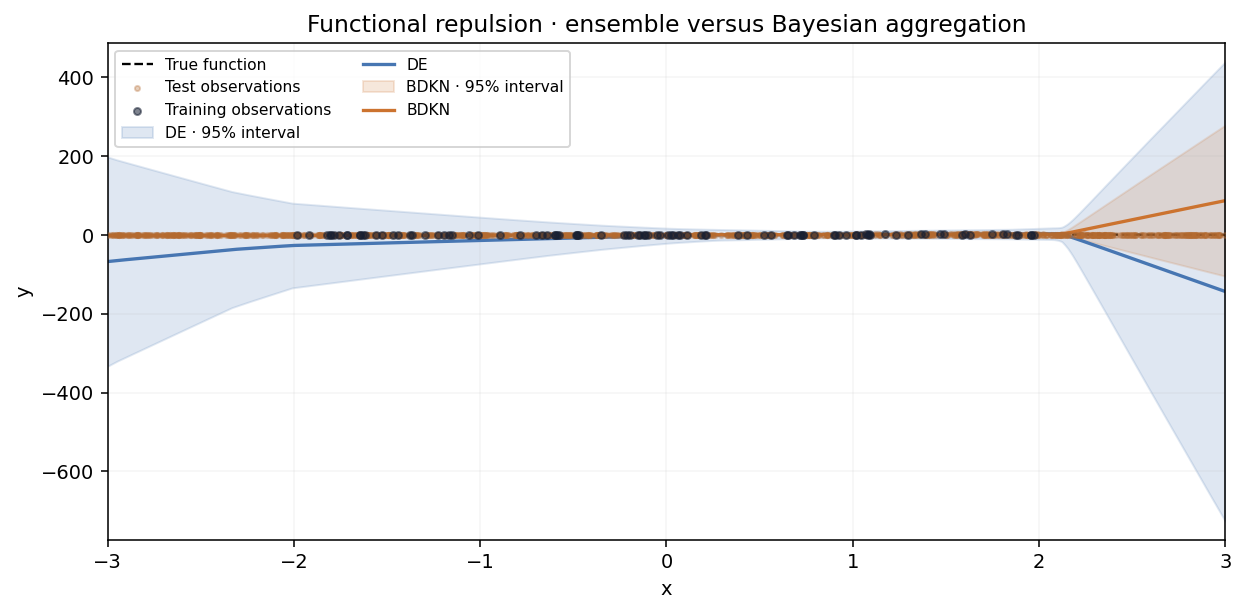 Functional repulsion · ensemble versus Bayesian aggregation
True function
Test observations
Training observations
DE · 95% interval
DE
BDKN · 95% interval
BDKN
y
400
200
0
−200
−400
−600
−3
−2
−1
0
1
2
3
x